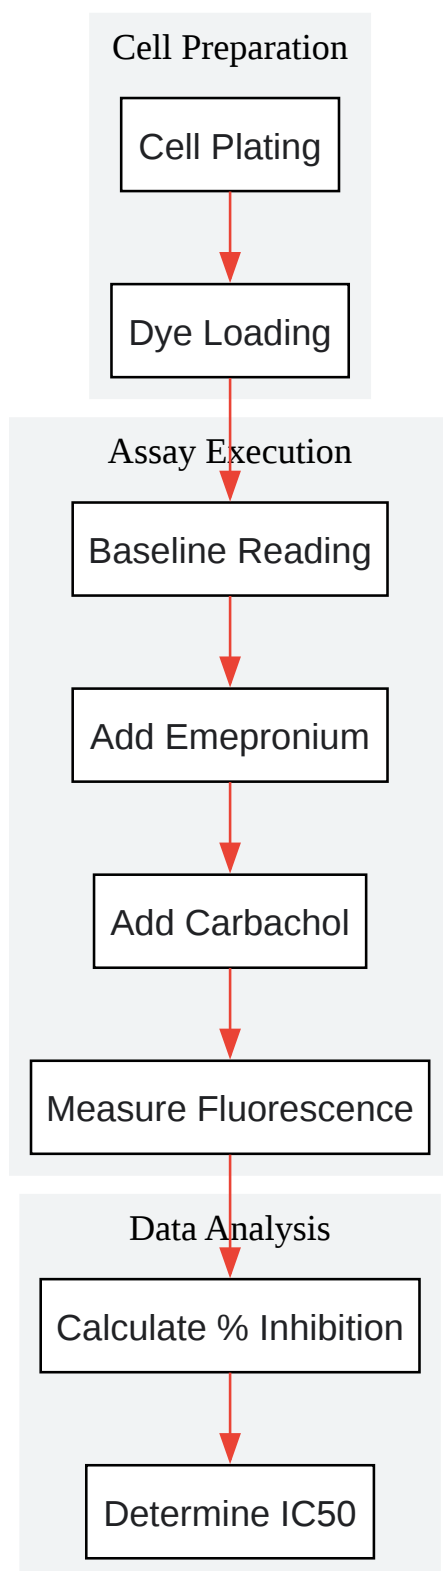 Cell Preparation
Cell Plating
Dye Loading
Assay Execution
Baseline Reading
Add Emepronium
Add Carbachol
Measure Fluorescence
Data Analysis
Calculate % Inhibition
Determine IC50